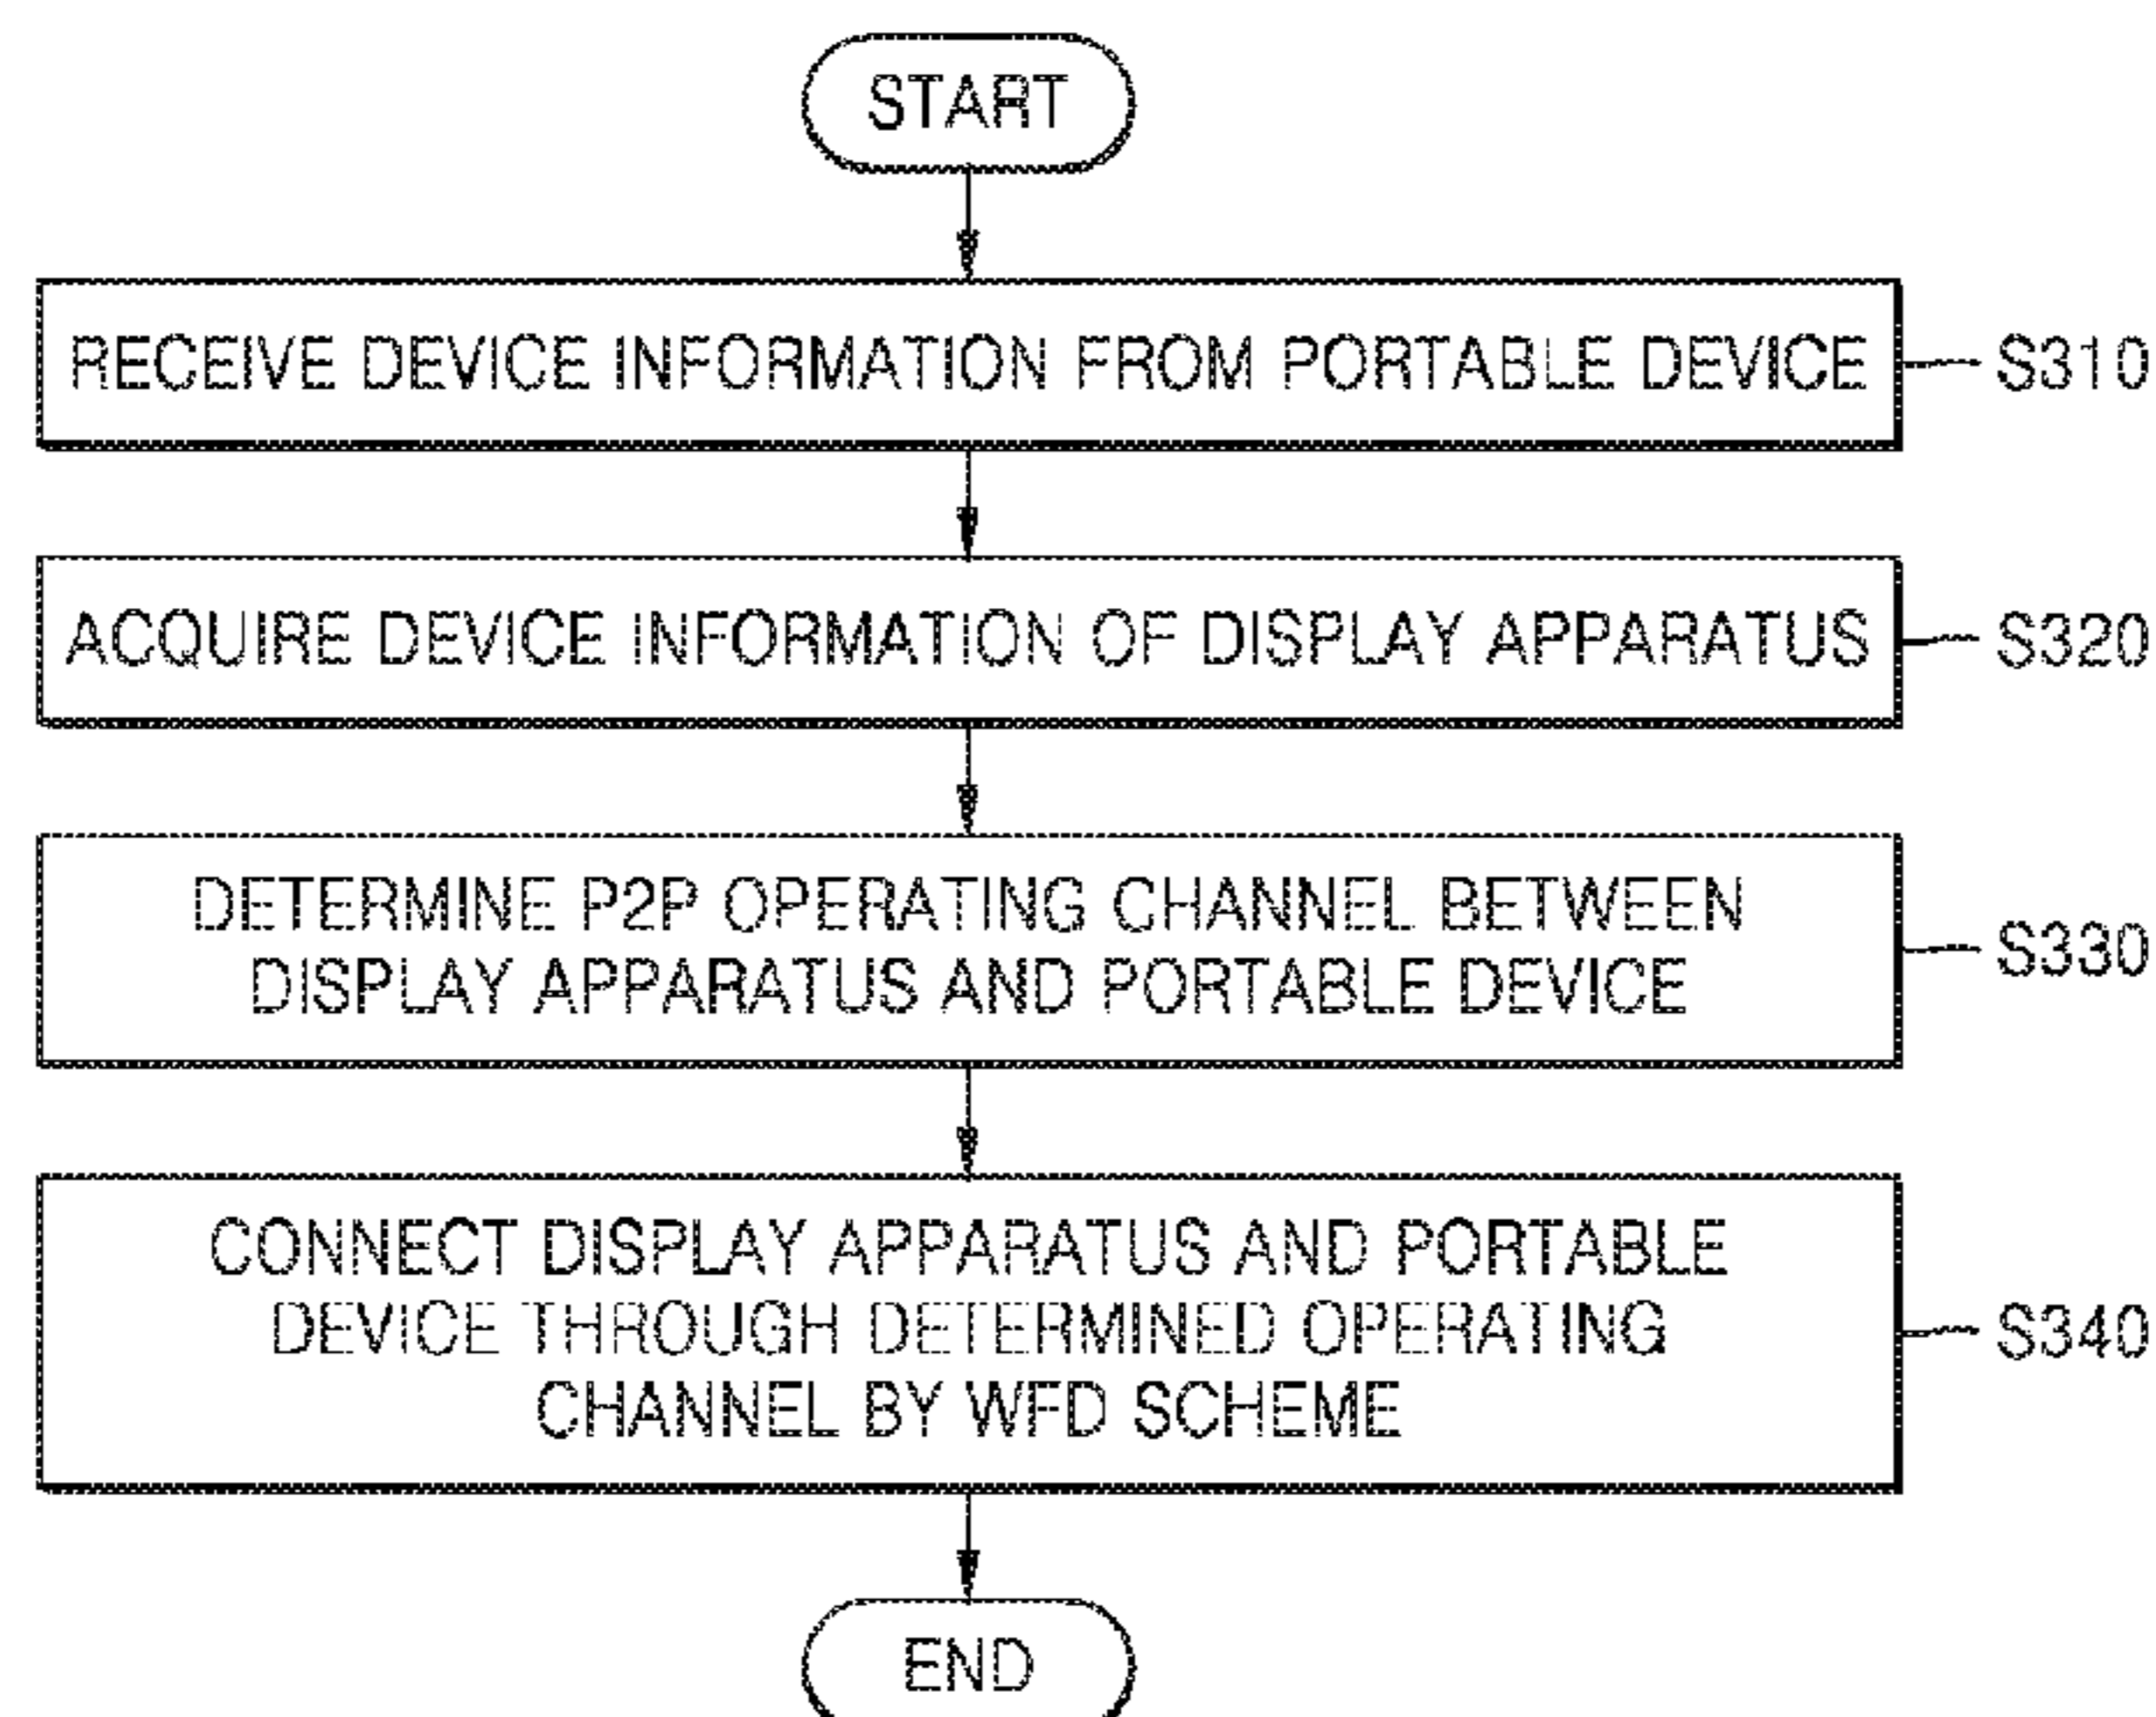 START
RECEIVE DEVICE INFORMATION FROM PORTABLE DEVICE
S310
ACQUIRE DEVICE INFORMATION OF DISPLAY APPARATUS
S320
DETERMINE P2P OPERATING CHANNEL BETWEEN
DISPLAY APPARATUS AND PORTABLE DEVICE
S330
CONNECT DISPLAY APPARATUS AND PORTABLE
DEVICE THROUGH DETERMINED OPERATING
CHANNEL BY WFD SCHEME
S340
END